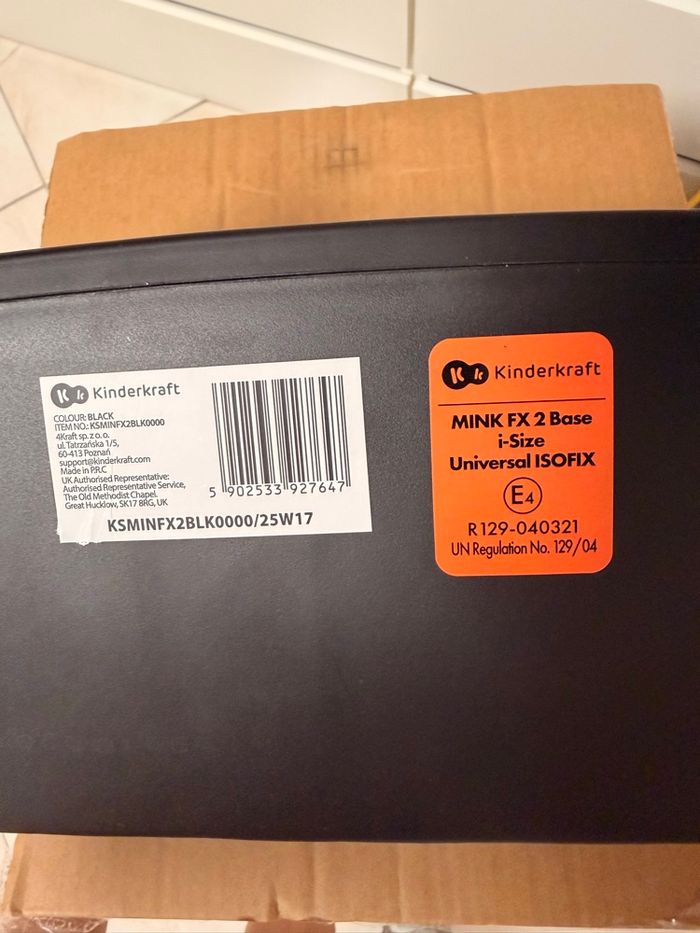 Kinderkraft
COLOUR: BLACK
ITEM NO.: KSMINFX2BLK0000
4Kraft sp. z o. o.
ul. Tatrzańska 1/5,
60-413 Poznań
support@kinderkraft.com
Made in P.R.C
UK Authorised Representative:
Authorised Representative Service,
The Old Methodist Chapel.
Great Hucklow, SK17 8RG, UK
5 902533 927647
KSMINFX2BLK0000/25W17
Kinderkraft
MINK FX 2 Base
i-Size
Universal ISOFIX
E4
R129-040321
UN Regulation No. 129/04